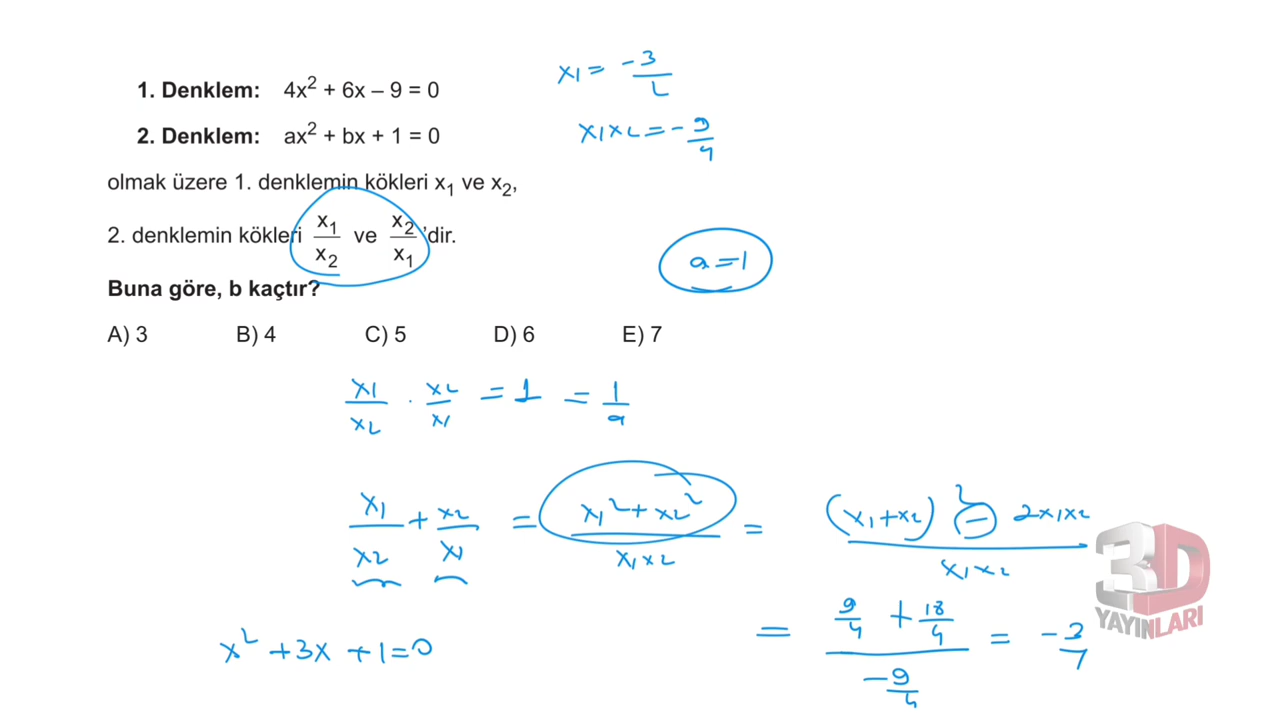 1. Denklem: 4x² + 6x – 9 = 0
2. Denklem: ax² + bx + 1 = 0
olmak üzere 1. denklemin kökleri x₁ ve x₂,
2. denklemin kökleri x₁/x₂ ve x₂/x₁'dir.
Buna göre, b kaçtır?
A) 3 B) 4 C) 5 D) 6 E) 7
x1 = -3/2
x1x2 = -9/4
a=1
x1/x2 · x2/x1 = 1 = 1/a
x1/x2 + x2/x1 = x1²+x2²/x1x2 = (x1+x2)² - 2x1x2/x1x2
= 9/4 + 18/4 / -9/4 = -3/1
x² +3x +1=0
3D
YAYINLARI